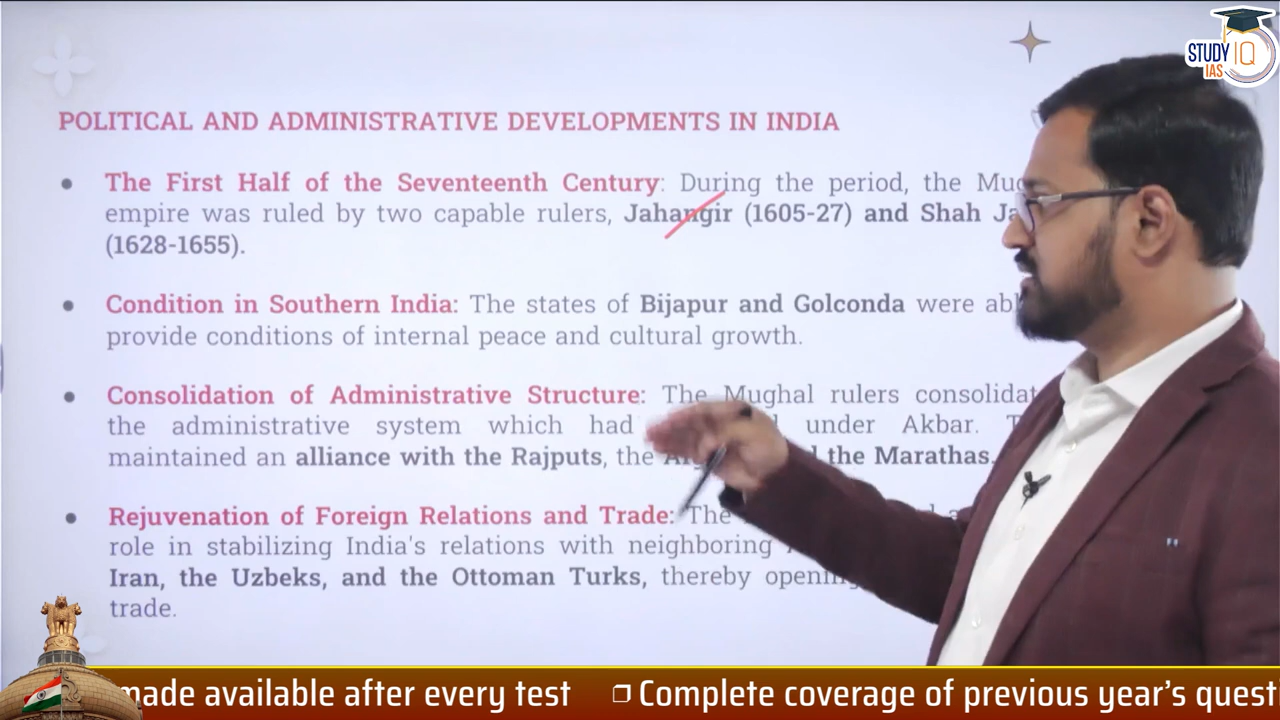 STUDY IQ
IAS
POLITICAL AND ADMINISTRATIVE DEVELOPMENTS IN INDIA
The First Half of the Seventeenth Century: During the period, the
empire was ruled by two capable rulers, Jahangir (1605-27) and Shah
(1628-1655).
Condition in Southern India: The states of Bijapur and Golconda were
provide conditions of internal peace and cultural growth.
Consolidation of Administrative Structure: The Mughal rulers
the administrative system which had under Akbar.
maintained an alliance with the Rajputs, the the Marathas.
Rejuvenation of Foreign Relations and Trade: The
role in stabilizing India's relations with neighboring
Iran, the Uzbeks, and the Ottoman Turks, thereby
trade.
made available after every test ❒ Complete coverage of previous year's